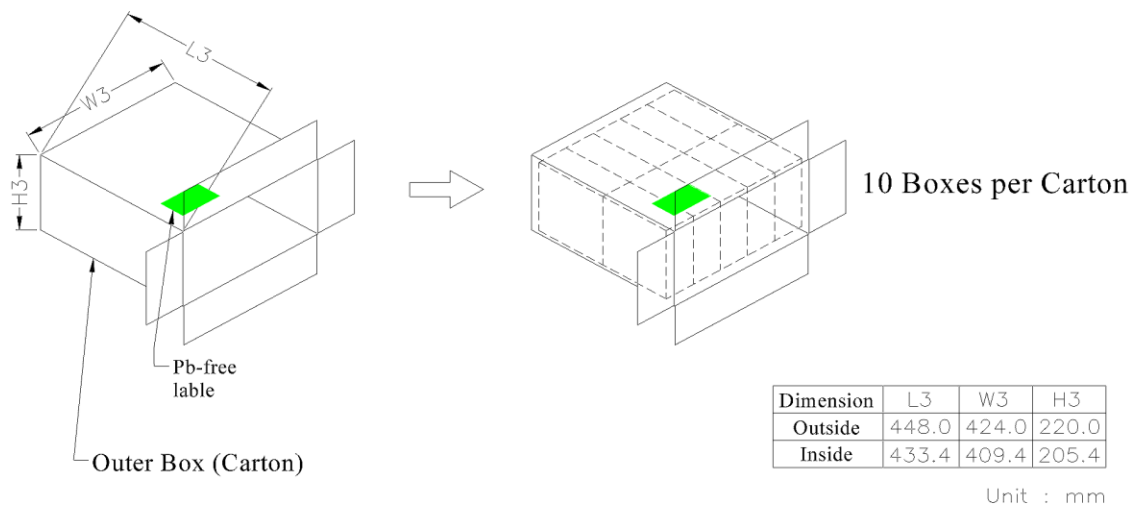 L3
W3
H3
10 Boxes per Carton
Pb-free
lable
Outer Box (Carton)
Dimension L3 W3 H3
Outside 448.0 424.0 220.0
Inside 433.4 409.4 205.4
Unit : mm